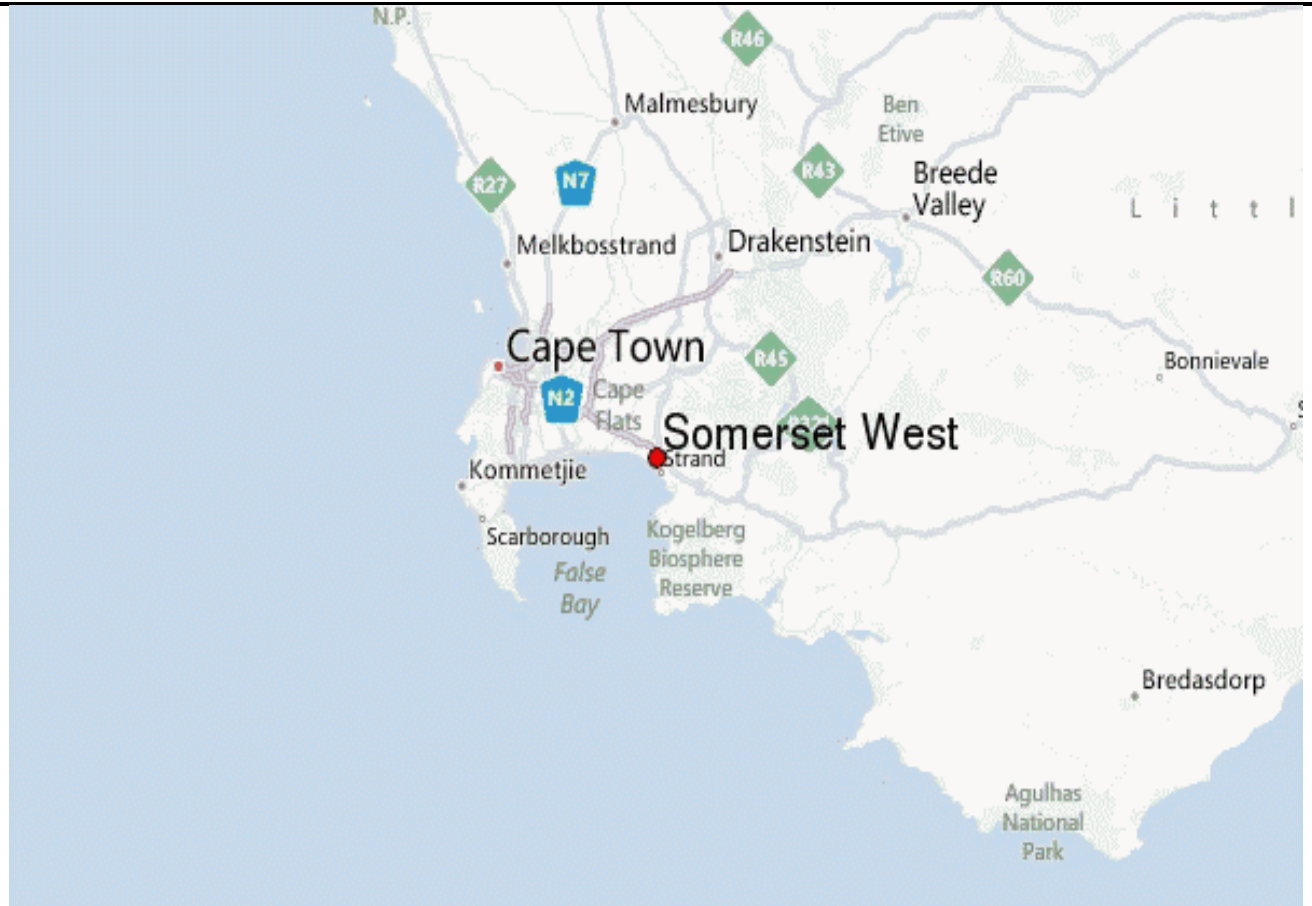 N.P.
R46
Malmesbury
Ben
Etive
R43
Breede
Valley
R27
N7
L i t t l
Melkbosstrand
Drakenstein
R60
Cape Town
R45
Bonnievale
N2
Cape
Flats
S
Somerset West
Strand
Kommetjie
Scarborough
Kogelberg
Biosphere
Reserve
False
Bay
Bredasdorp
Agulhas
National
Park